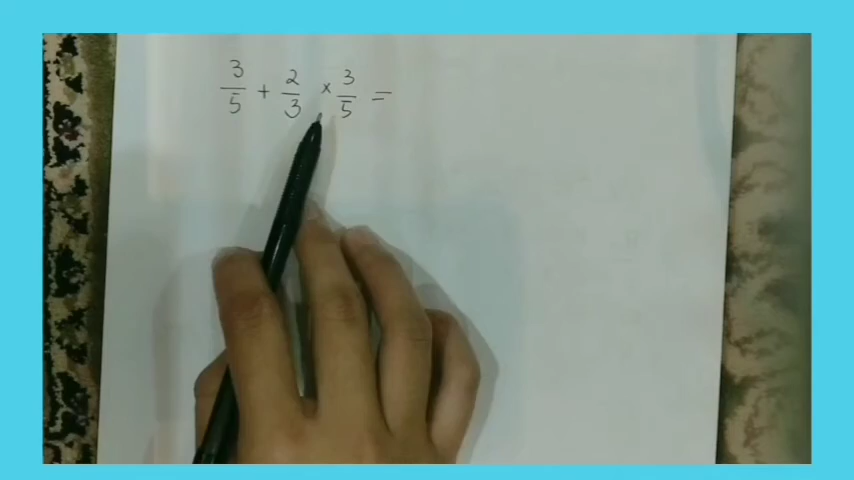 3/5 + 2/3 × 3/5 =